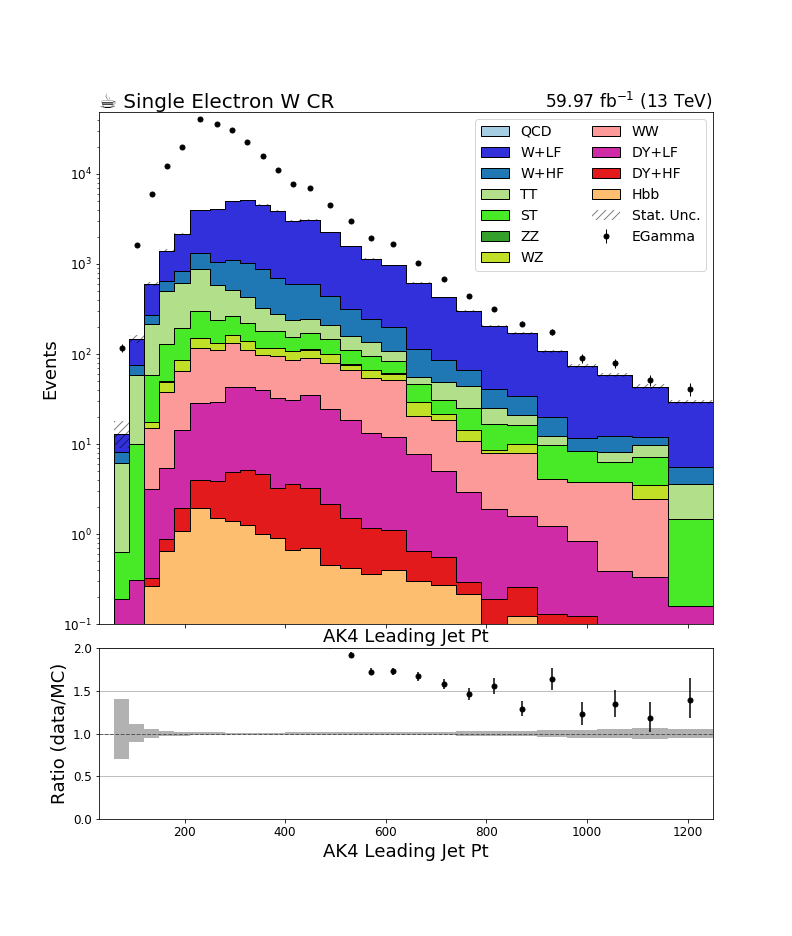 ☕ Single Electron W CR
59.97 fb⁻¹ (13 TeV)
QCD
W+LF
W+HF
TT
ST
ZZ
WZ
WW
DY+LF
DY+HF
Hbb
Stat. Unc.
EGamma
Events
10⁴
10³
10²
10¹
10⁰
10⁻¹
AK4 Leading Jet Pt
Ratio (data/MC)
2.0
1.5
1.0
0.5
0.0
200 400 600 800 1000 1200
AK4 Leading Jet Pt